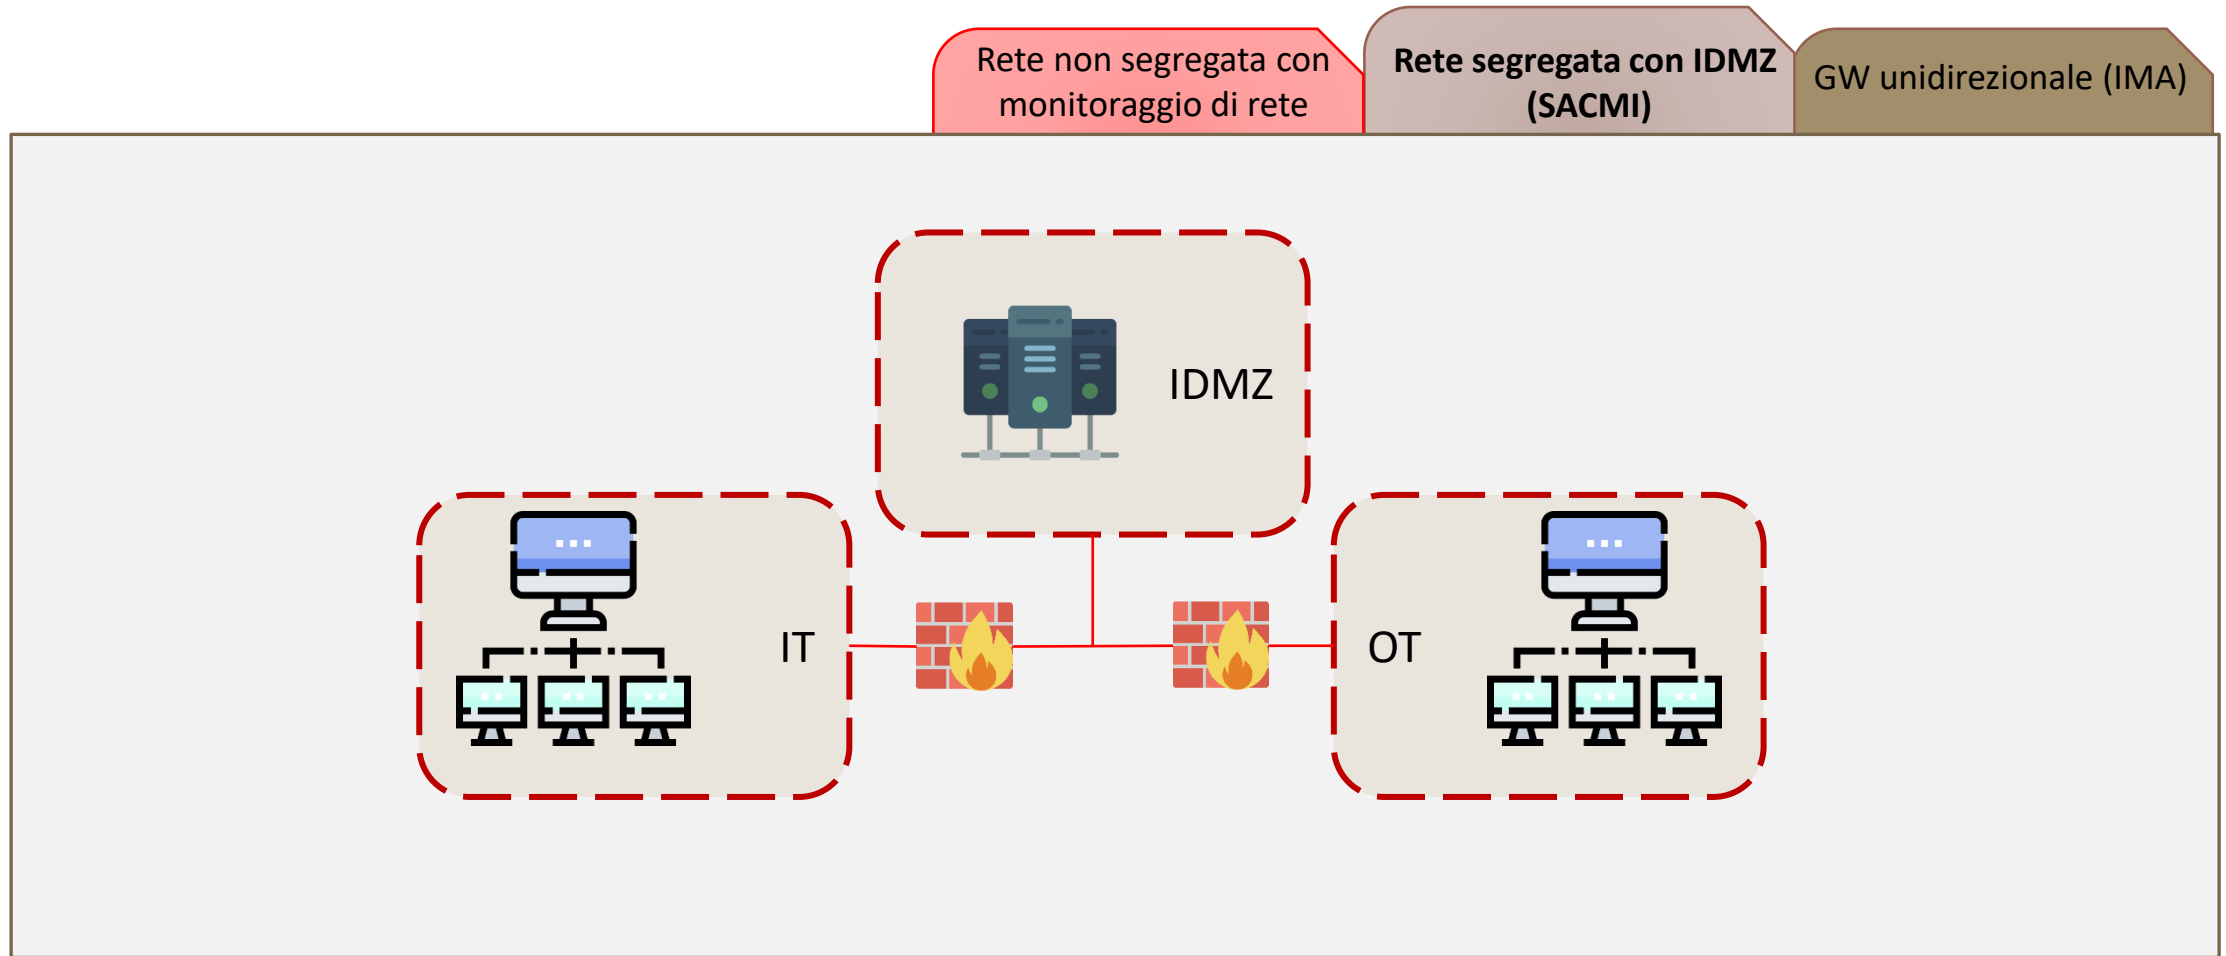 Rete non segregata con
monitoraggio di rete
Rete segregata con IDMZ
(SACMI)
GW unidirezionale (IMA)
IDMZ
IT
OT